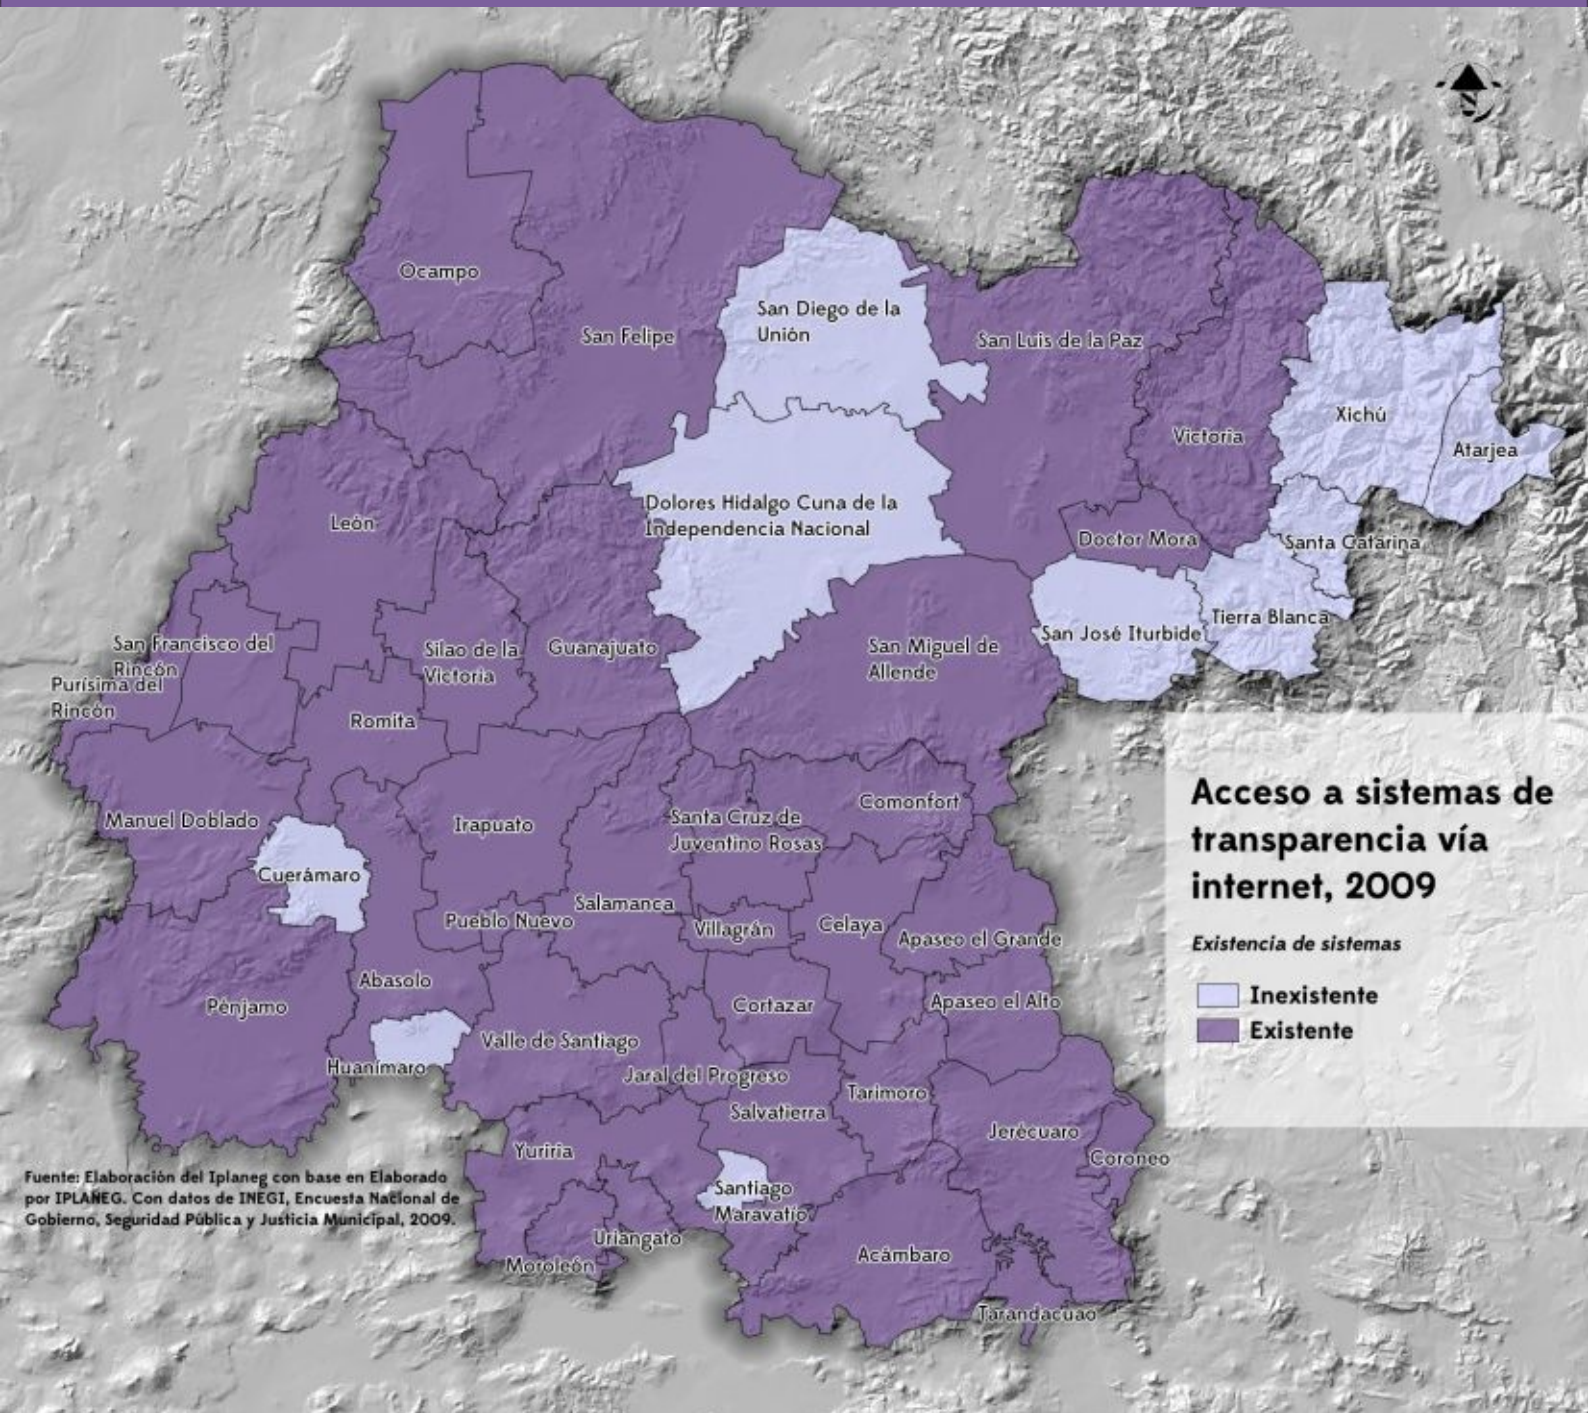 Ocampo
San Felipe
San Diego de la
Unión
San Luis de la Paz
Victoria
Xichú
Atarjea
Dolores Hidalgo Cuna de la
Independencia Nacional
León
Doctor Mora
Santa Catarina
Tierra Blanca
San José Iturbide
San Francisco del
Rincón
Purísima del
Rincón
Silao de la
Victoria
Guanajuato
San Miguel de
Allende
Romita
Manuel Doblado
Irapuato
Santa Cruz de
Juventino Rosas
Comonfort
Cuerámaro
Pueblo Nuevo
Salamanca
Villagrán
Celaya
Apaseo el Grande
Abasolo
Pénjamo
Cortazar
Apaseo el Alto
Huanímaro
Valle de Santiago
Jaral del Progreso
Salvatierra
Tarimoro
Jerécuaro
Coroneo
Yuriria
Santiago
Maravatío
Uriangato
Moroleón
Acámbaro
Tarandacuao
N
Acceso a sistemas de
transparencia vía
internet, 2009
Existencia de sistemas
Inexistente
Existente
Fuente: Elaboración del Iplaneg con base en Elaborado
por IPLANEG. Con datos de INEGI, Encuesta Nacional de
Gobierno, Seguridad Pública y Justicia Municipal, 2009.